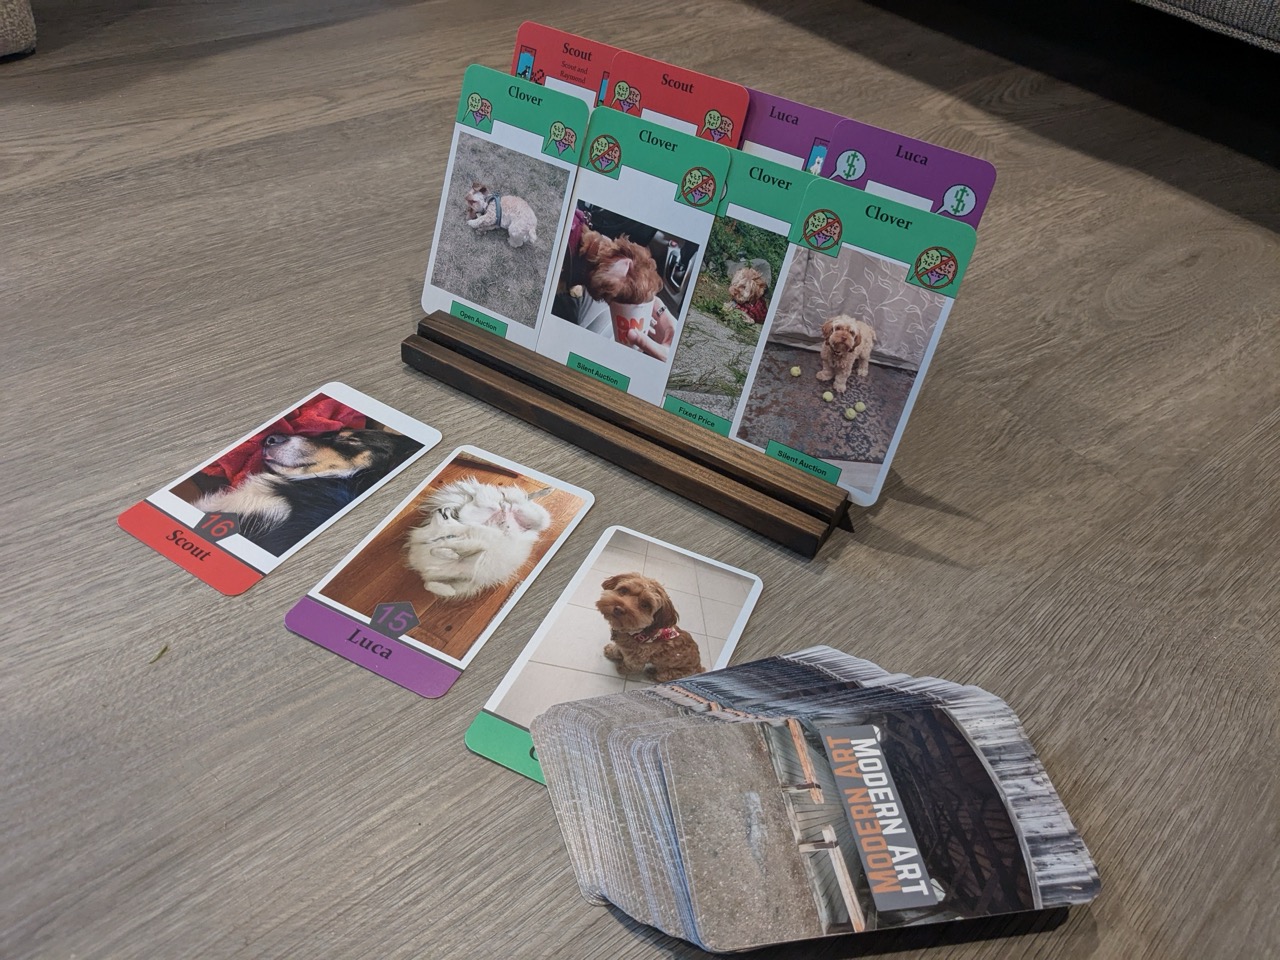 Scout
Scout and
Raymond
Scout
Luca
Luca
Clover
Clover
Clover
Clover
$
$
Open Auction
Silent Auction
Fixed Price
Silent Auction
16
Scout
15
Luca
MODERN ART
MODERN ART